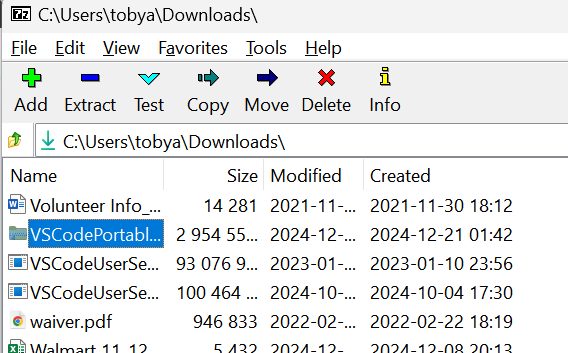 C:\Users\tobya\Downloads\
File Edit View Favorites Tools Help
Add Extract Test Copy Move Delete Info
C:\Users\tobya\Downloads\
Name Size Modified Created
Volunteer Info_... 14 281 2021-11-... 2021-11-30 18:12
VSCodePortabl... 2 954 55... 2024-12-... 2024-12-21 01:42
VSCodeUserSe... 93 076 9... 2023-01-... 2023-01-10 23:56
VSCodeUserSe... 100 464 ... 2024-10-... 2024-10-04 17:30
waiver.pdf 946 833 2022-02-... 2022-02-22 18:19
Walmart 11 12 5 432 2024-12-... 2024-12-08 20:13